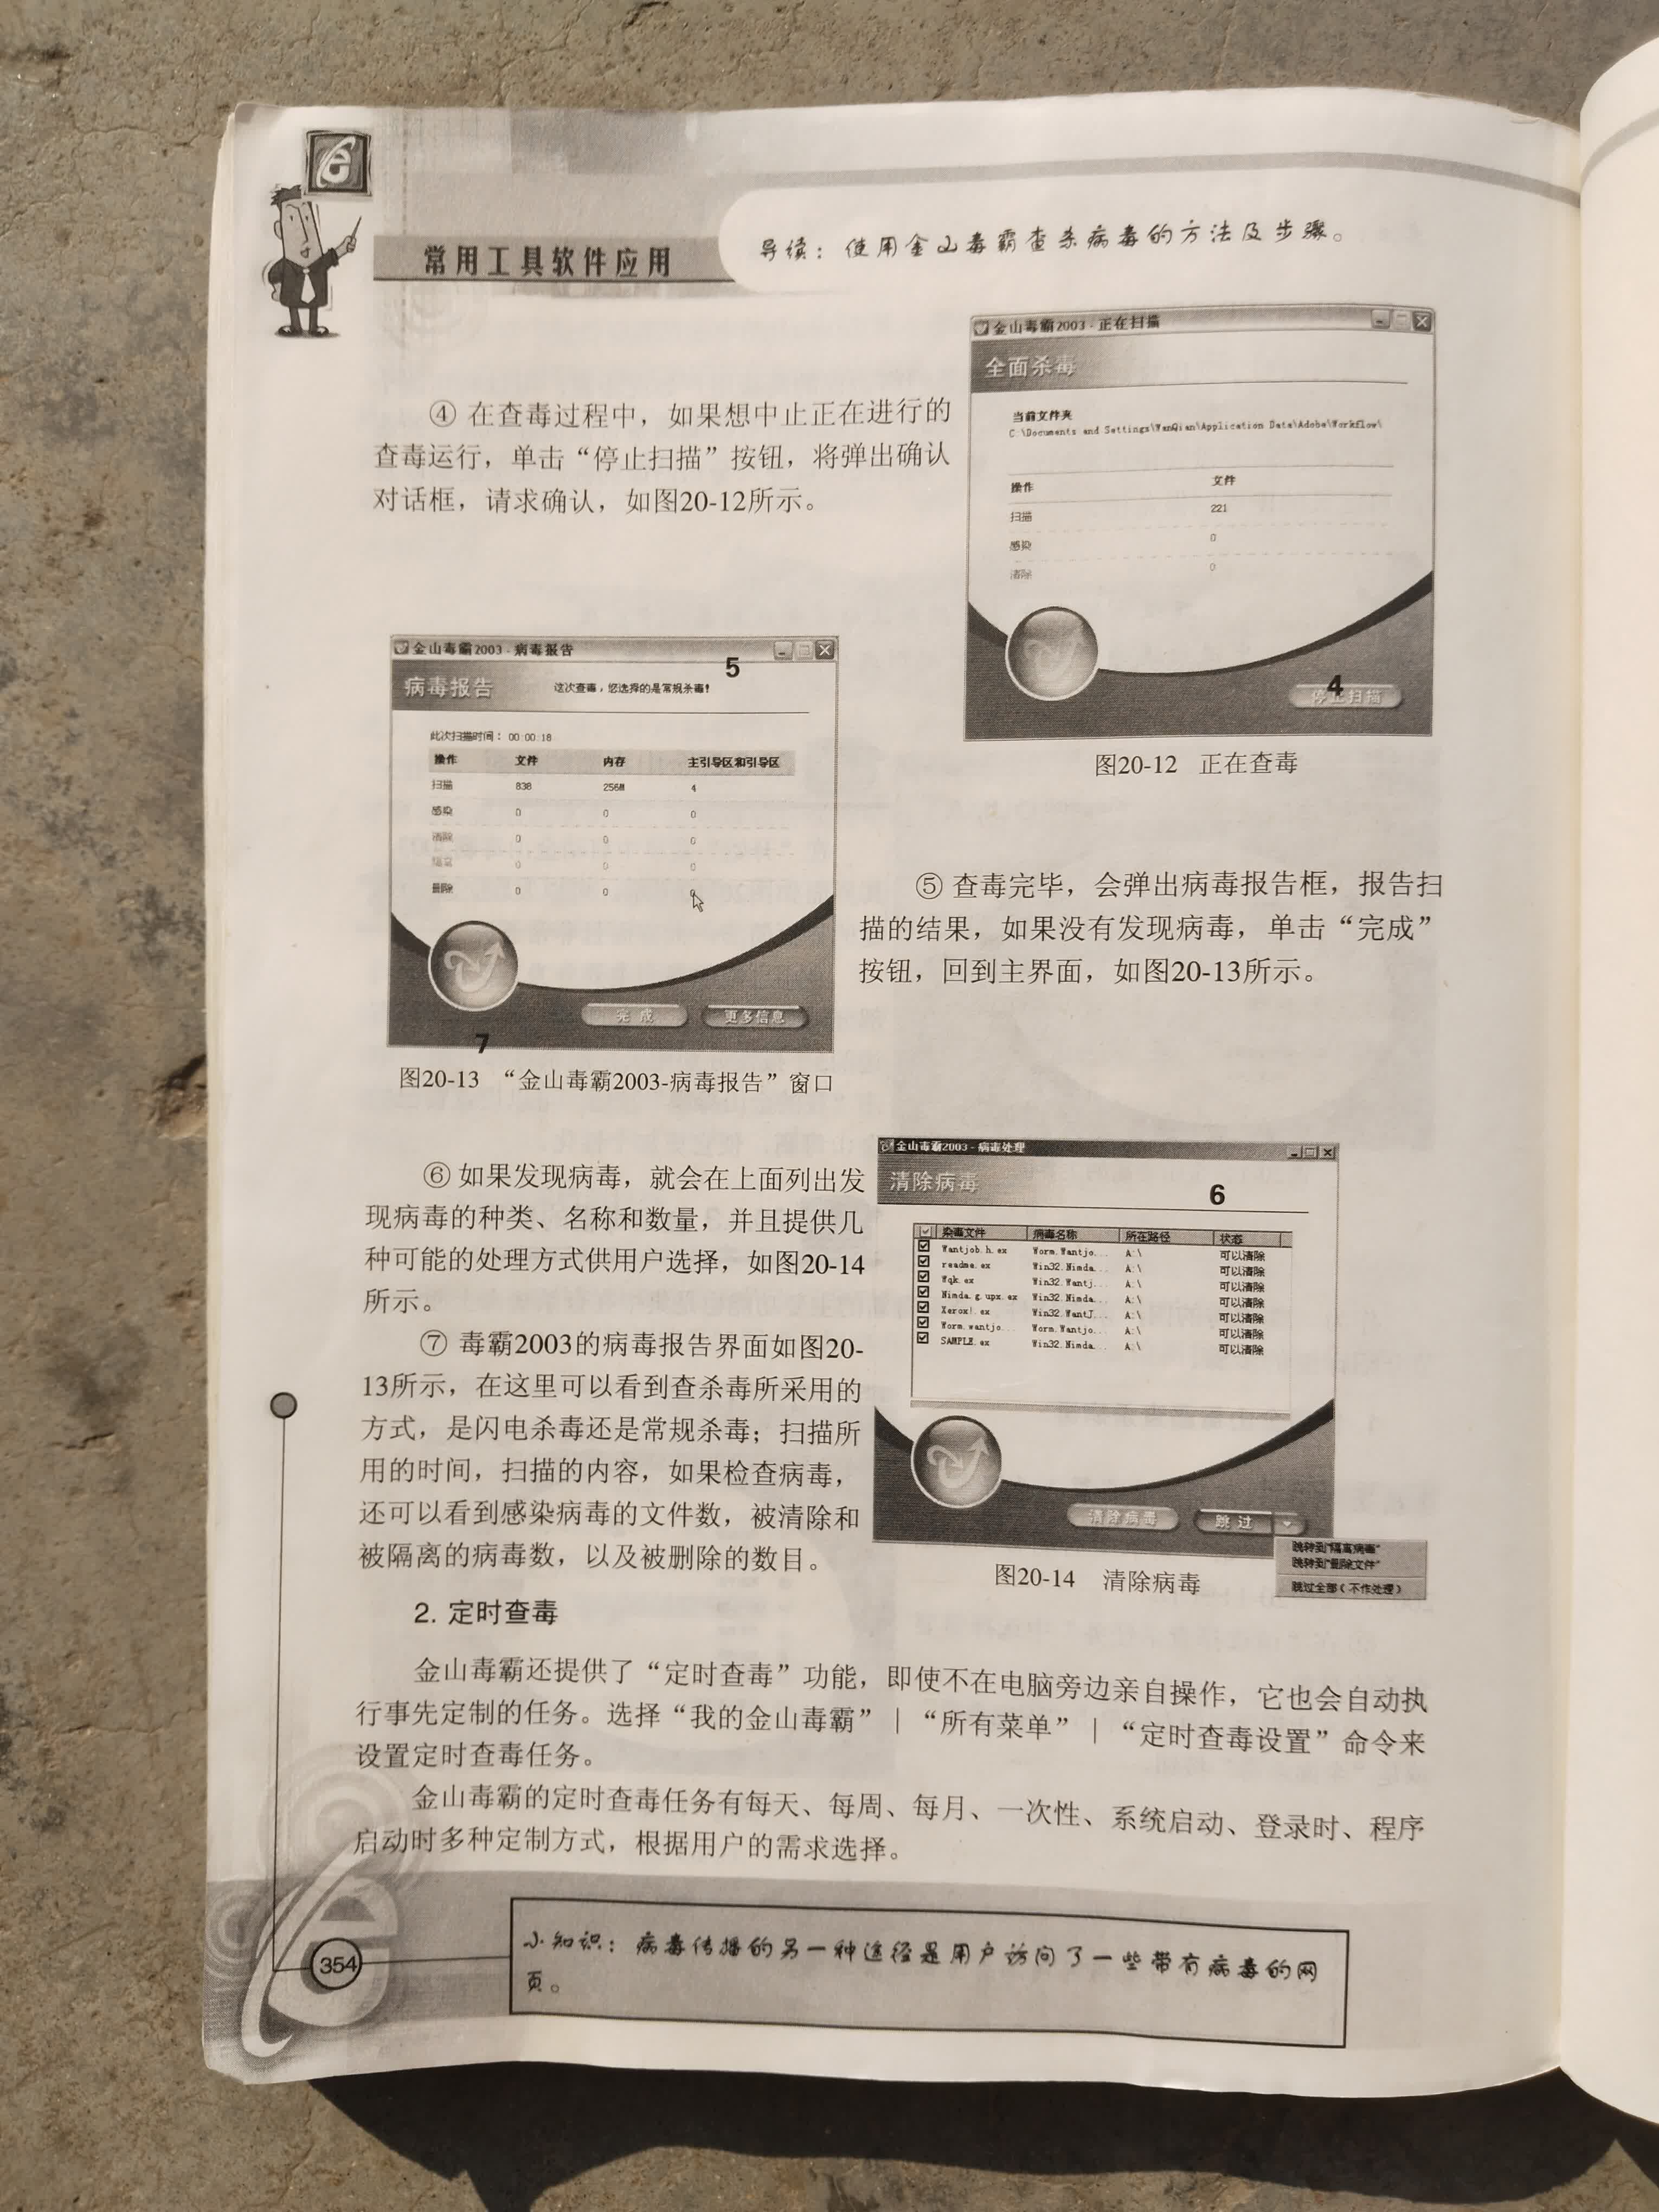 常用工具软件应用
导读：使用金山毒霸查杀病毒的方法及步骤。
④ 在查毒过程中，如果想中止正在进行的
查毒运行，单击“停止扫描”按钮，将弹出确认
对话框，请求确认，如图20-12所示。
金山毒霸2003 - 正在扫描
全面杀毒
当前文件夹
C:\Documents and Settings\WanQian\Application Data\Adobe\Workflow\
操作 文件
扫描 221
感染 0
清除 0
4
停止扫描
图20-12 正在查毒
金山毒霸2003 - 病毒报告
5
病毒报告 这次查毒，您选择的是常规杀毒！
此次扫描时间： 00:00:18
操作 文件 内存 主引导区和引导区
扫描 838 256M 4
感染 0 0 0
清除 0 0 0
0 0 0
删除 0 0 0
完成 更多信息
7
图20-13 “金山毒霸2003-病毒报告”窗口
⑤ 查毒完毕，会弹出病毒报告框，报告扫
描的结果，如果没有发现病毒，单击“完成”
按钮，回到主界面，如图20-13所示。
⑥ 如果发现病毒，就会在上面列出发
现病毒的种类、名称和数量，并且提供几
种可能的处理方式供用户选择，如图20-14
所示。
⑦ 毒霸2003的病毒报告界面如图20-
13所示，在这里可以看到查杀毒所采用的
方式，是闪电杀毒还是常规杀毒；扫描所
用的时间，扫描的内容，如果检查病毒，
还可以看到感染病毒的文件数，被清除和
被隔离的病毒数，以及被删除的数目。
金山毒霸2003 - 病毒处理
清除病毒
6
染毒文件 病毒名称 所在路径 状态
Wantjob.h.ex Worm.Wantjo... A:\ 可以清除
readme.ex Win32.Nimda... A:\ 可以清除
Wqk.ex Win32.Wantj... A:\ 可以清除
Nimda.g.upx.ex Win32.Nimda... A:\ 可以清除
Xerox!.ex Win32.WantJ... A:\ 可以清除
Worm.wantjo... Worm.Wantjo... A:\ 可以清除
SAMPLE.ex Win32.Nimda... A:\ 可以清除
清除病毒 跳过
跳转到“隔离病毒”
跳转到“删除文件”
跳过全部（不作处理）
图20-14 清除病毒
2. 定时查毒
金山毒霸还提供了“定时查毒”功能，即使不在电脑旁边亲自操作，它也会自动执
行事先定制的任务。选择“我的金山毒霸”｜“所有菜单”｜“定时查毒设置”命令来
设置定时查毒任务。
金山毒霸的定时查毒任务有每天、每周、每月、一次性、系统启动、登录时、程序
启动时多种定制方式，根据用户的需求选择。
小知识：病毒传播的另一种途径是用户访问了一些带有病毒的网
页。
354